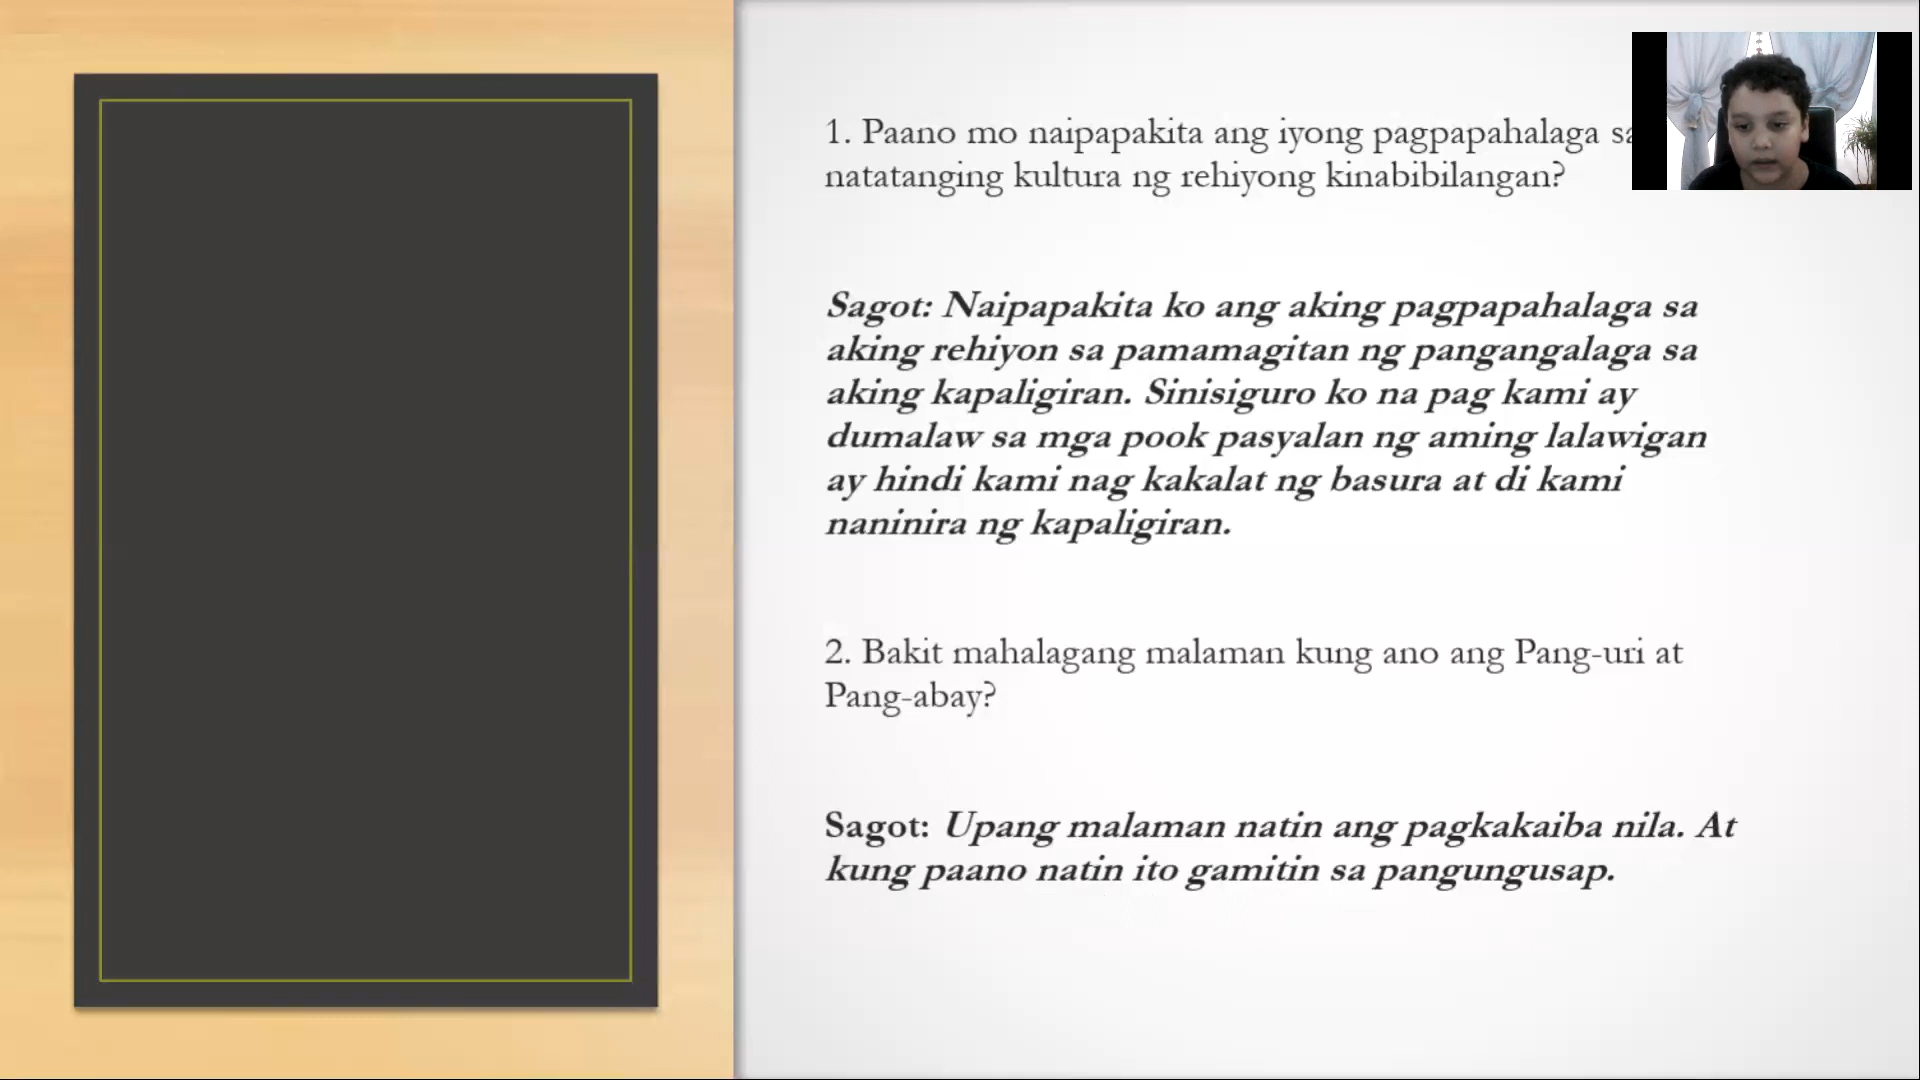 1. Paano mo naipapakita ang iyong pagpapahalaga sa
natatanging kultura ng rehiyong kinabibilangan?
Sagot: Naipapakita ko ang aking pagpapahalaga sa
aking rehiyon sa pamamagitan ng pangangalaga sa
aking kapaligiran. Sinisiguro ko na pag kami ay
dumalaw sa mga pook pasyalan ng aming lalawigan
ay hindi kami nag kakalat ng basura at di kami
naninira ng kapaligiran.
2. Bakit mahalagang malaman kung ano ang Pang-uri at
Pang-abay?
Sagot: Upang malaman natin ang pagkakaiba nila. At
kung paano natin ito gamitin sa pangungusap.